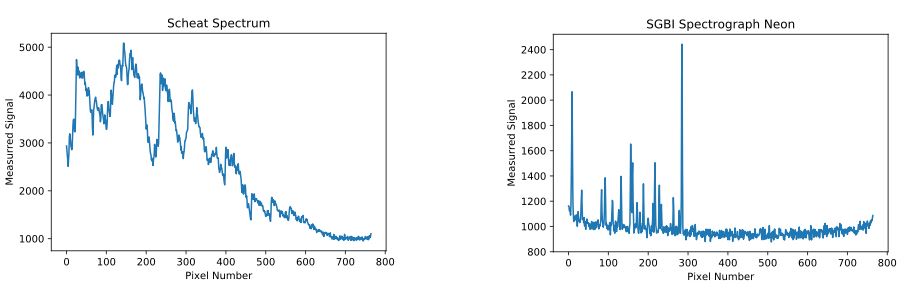 Scheat Spectrum
5000
4000
3000
2000
1000
Measurred Signal
0 100 200 300 400 500 600 700 800
Pixel Number
SGBI Spectrograph Neon
2400
2200
2000
1800
1600
1400
1200
1000
800
Measurred Signal
0 100 200 300 400 500 600 700 800
Pixel Number